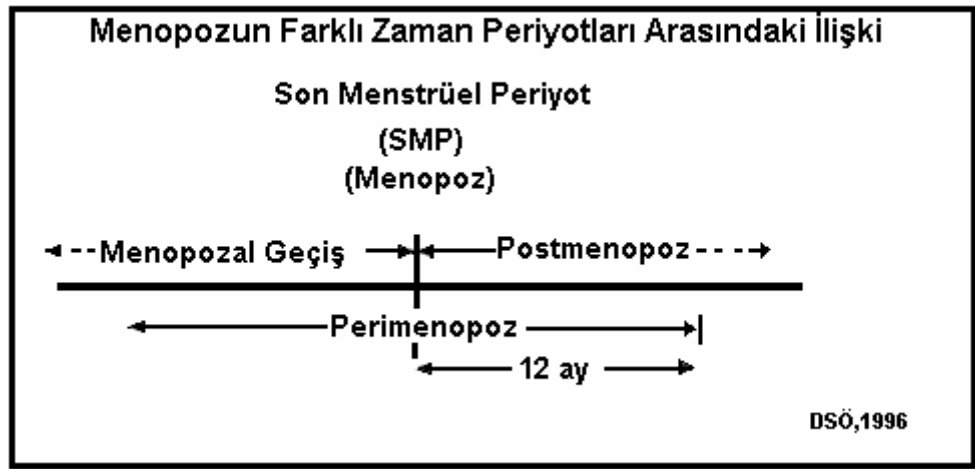 Menopozun Farklı Zaman Periyotları Arasındaki İlişki
Son Menstrüel Periyot
(SMP)
(Menopoz)
Menopozal Geçiş
Postmenopoz
Perimenopoz
12 ay
DSÖ,1996